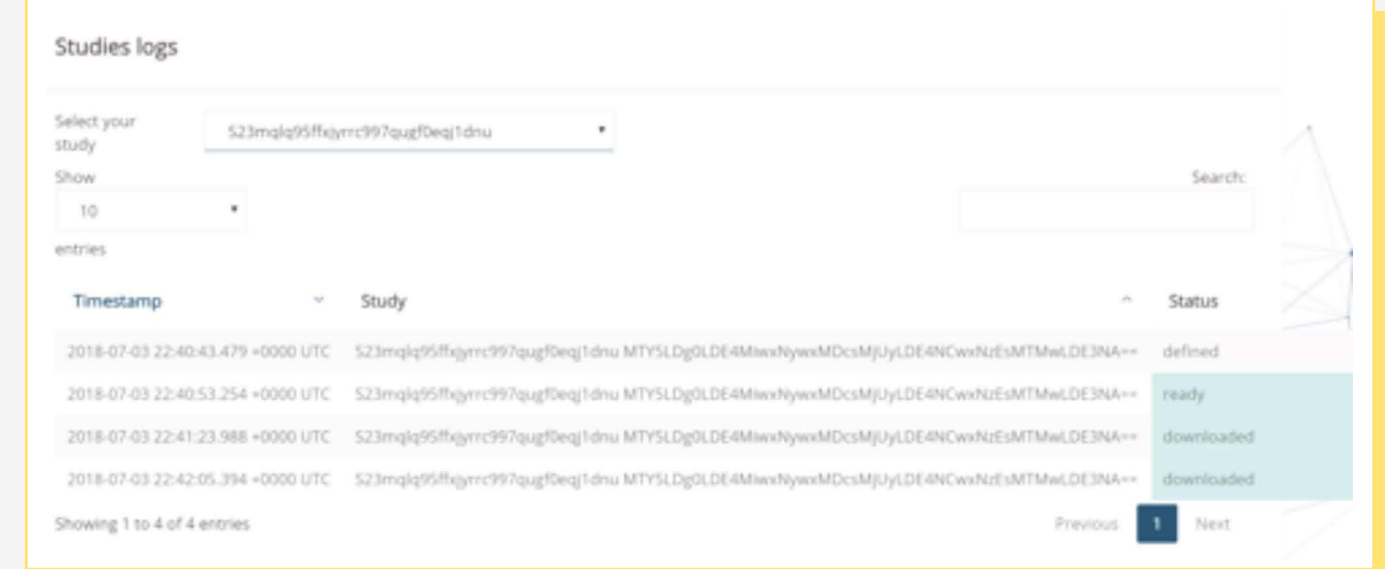 Studies logs
Select your
study
S23mqlq95ffxjyrrc997qugf0eqj1dnu
Show
10
entries
Search:
Timestamp Study Status
2018-07-03 22:40:43.479 +0000 UTC S23mqlq95ffxjyrrc997qugf0eqj1dnu MTY5LDg0LDE4MiwxNywxMDcsMjUyLDE4NCwxNzEsMTMwLDE3NA== defined
2018-07-03 22:40:53.254 +0000 UTC S23mqlq95ffxjyrrc997qugf0eqj1dnu MTY5LDg0LDE4MiwxNywxMDcsMjUyLDE4NCwxNzEsMTMwLDE3NA== ready
2018-07-03 22:41:23.988 +0000 UTC S23mqlq95ffxjyrrc997qugf0eqj1dnu MTY5LDg0LDE4MiwxNywxMDcsMjUyLDE4NCwxNzEsMTMwLDE3NA== downloaded
2018-07-03 22:42:05.394 +0000 UTC S23mqlq95ffxjyrrc997qugf0eqj1dnu MTY5LDg0LDE4MiwxNywxMDcsMjUyLDE4NCwxNzEsMTMwLDE3NA== downloaded
Showing 1 to 4 of 4 entries
Previous 1 Next